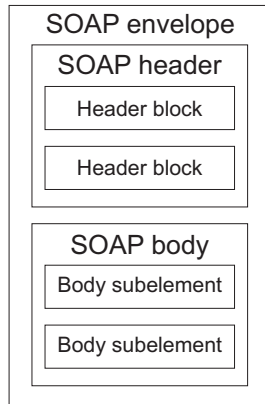 SOAP envelope
SOAP header
Header block
Header block
SOAP body
Body subelement
Body subelement